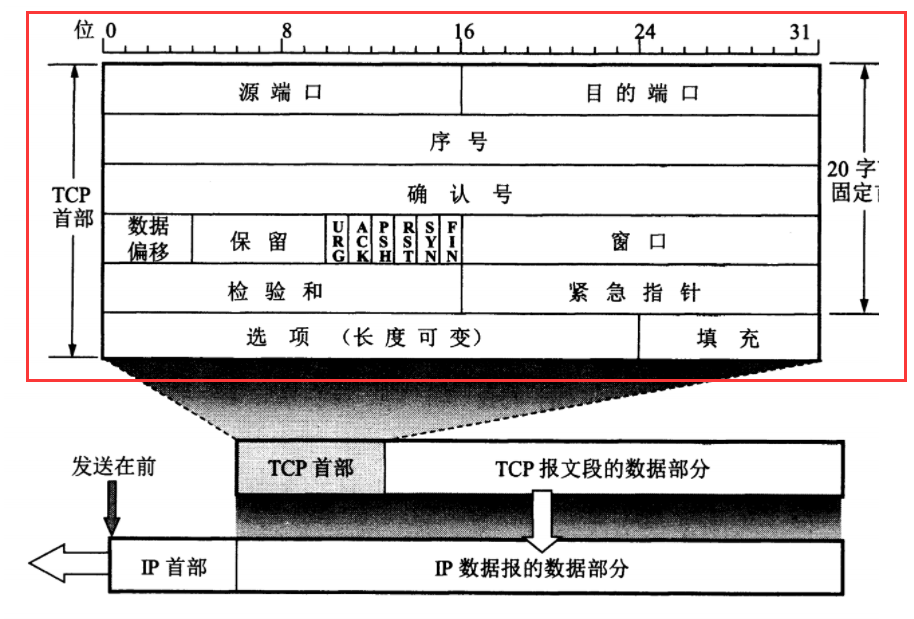 位 0 8 16 24 31
源端口 目的端口
序号
TCP 首部
确认号
20 字
固定
数据偏移 保留 URG ACK PSH RST SYN FIN 窗口
检验和 紧急指针
选项（长度可变） 填充
发送在前
TCP 首部 TCP 报文段的数据部分
IP 首部 IP 数据报的数据部分